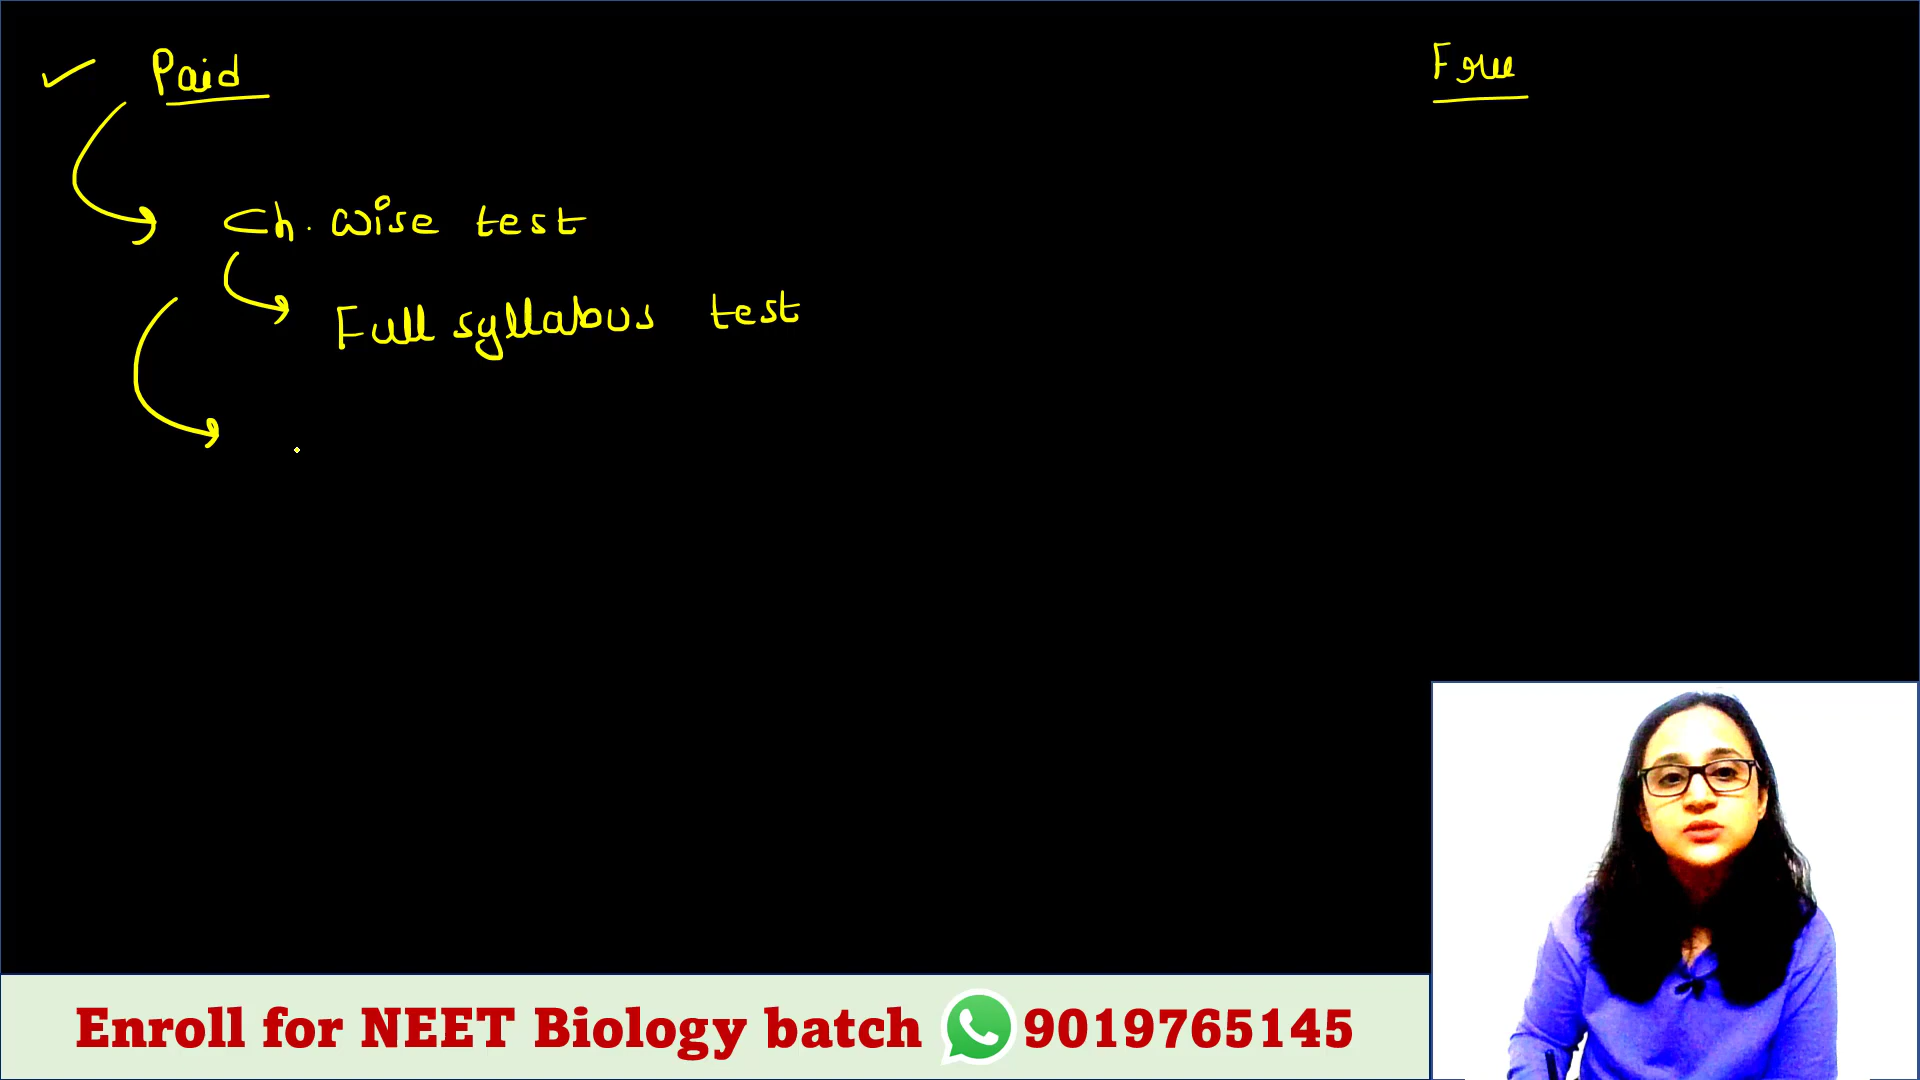 Paid
Free
Ch. wise test
Full syllabus test
Enroll for NEET Biology batch 9019765145